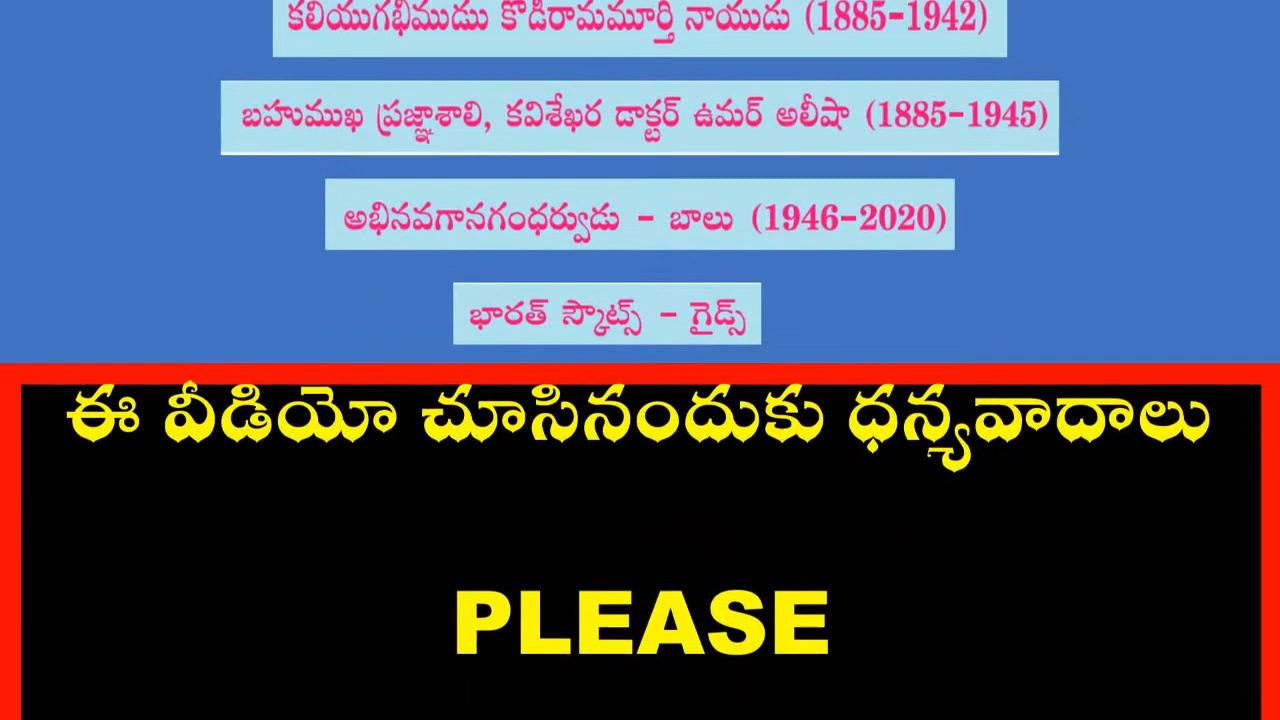 కలియుగభీముడు కోడిరామమూర్తి నాయుడు (1885-1942)
బహుముఖ ప్రజ్ఞాశాలి, కవిశేఖర డాక్టర్ ఉమర్ అలీషా (1885-1945)
అభినవగానగంధర్వుడు - బాలు (1946-2020)
భారత్ స్కౌట్స్ - గైడ్స్
ఈ వీడియో చూసినందుకు ధన్యవాదాలు
PLEASE